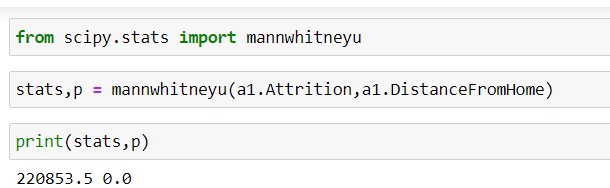 from scipy.stats import mannwhitneyu
stats,p = mannwhitneyu(a1.Attrition,a1.DistanceFromHome)
print(stats,p)
220853.5 0.0